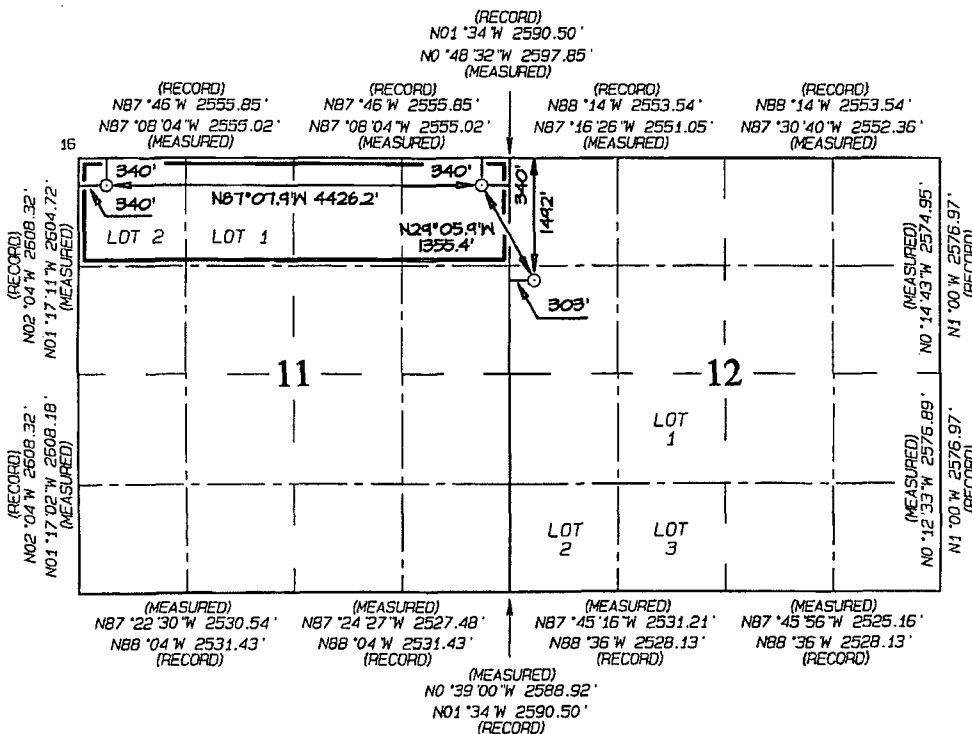 (RECORD)
N01°34'W 2590.50'
N0°48'32"W 2597.85'
(MEASURED)
(RECORD)
N87°46'W 2555.85'
N87°08'04"W 2555.02'
(MEASURED)
(RECORD)
N87°46'W 2555.85'
N87°08'04"W 2555.02'
(MEASURED)
(RECORD)
N88°14'W 2553.54'
N87°16'26"W 2551.05'
(MEASURED)
(RECORD)
N88°14'W 2553.54'
N87°30'40"W 2552.36'
(MEASURED)
16
340'
340'
340'
N87°07.9'W 4426.2'
340'
1492'
LOT 2
LOT 1
N29°05.9'W
1355.4'
303'
(RECORD)
N02°04'W 2608.32'
N01°17'11"W 2604.72'
(MEASURED)
N0°14'43"W 2574.95'
(MEASURED)
N1°00'W 2576.97'
(RECORD)
11
12
LOT
1
LOT
2
LOT
3
(RECORD)
N02°04'W 2608.32'
N01°17'02"W 2608.18'
(MEASURED)
(MEASURED)
N0°12'33"W 2576.89'
N1°00'W 2576.97'
(RECORD)
(MEASURED)
N87°22'30"W 2530.54'
N88°04'W 2531.43'
(RECORD)
(MEASURED)
N87°24'27"W 2527.48'
N88°04'W 2531.43'
(RECORD)
(MEASURED)
N87°45'16"W 2531.21'
N88°36'W 2528.13'
(RECORD)
(MEASURED)
N87°45'56"W 2525.16'
N88°36'W 2528.13'
(RECORD)
(MEASURED)
N0°39'00"W 2588.92'
N01°34'W 2590.50'
(RECORD)